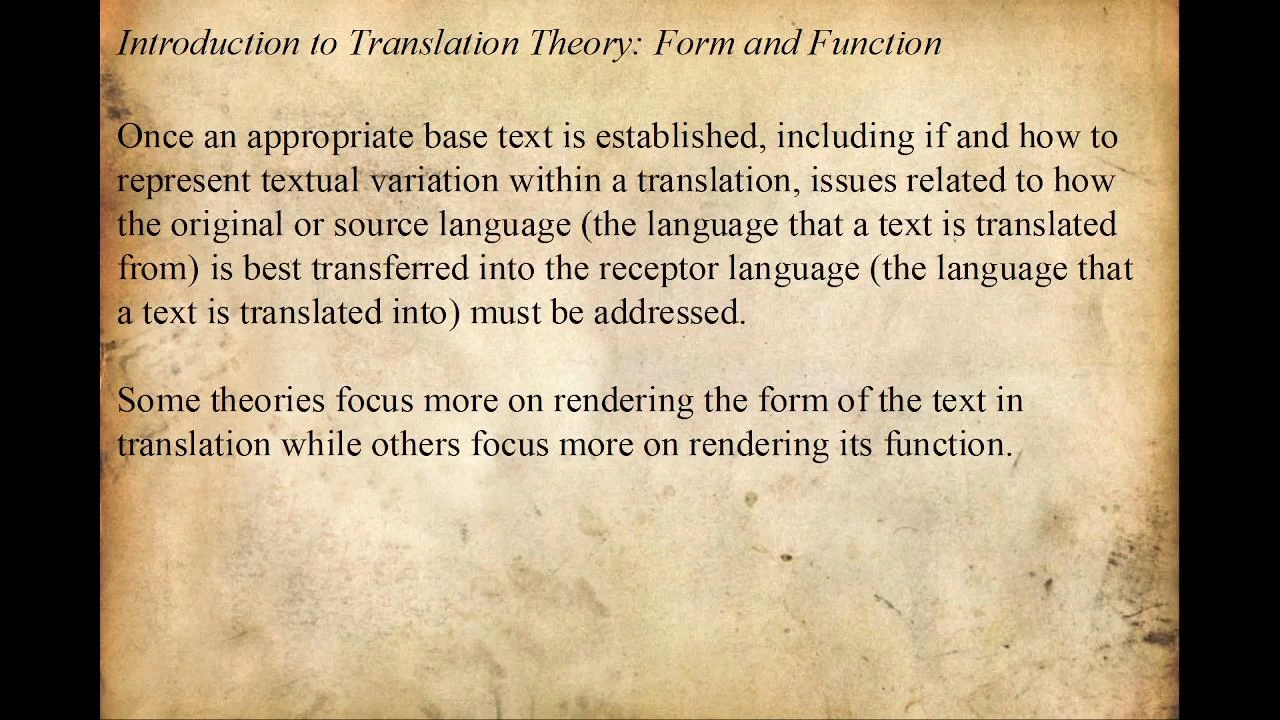 Introduction to Translation Theory: Form and Function
Once an appropriate base text is established, including if and how to
represent textual variation within a translation, issues related to how
the original or source language (the language that a text is translated
from) is best transferred into the receptor language (the language that
a text is translated into) must be addressed.
Some theories focus more on rendering the form of the text in
translation while others focus more on rendering its function.